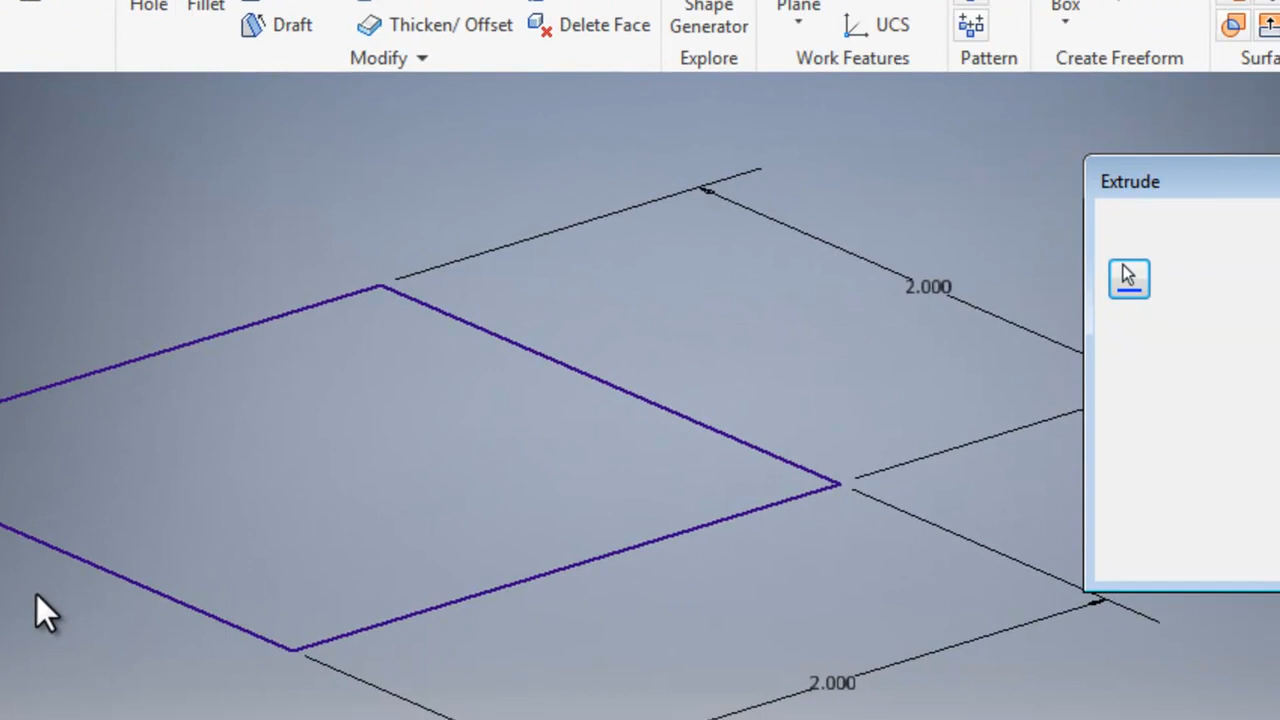 Hole Fillet Shape Plane Box
Draft Thicken/ Offset Delete Face Generator UCS
Modify Explore Work Features Pattern Create Freeform
Extrude
2.000
2.000